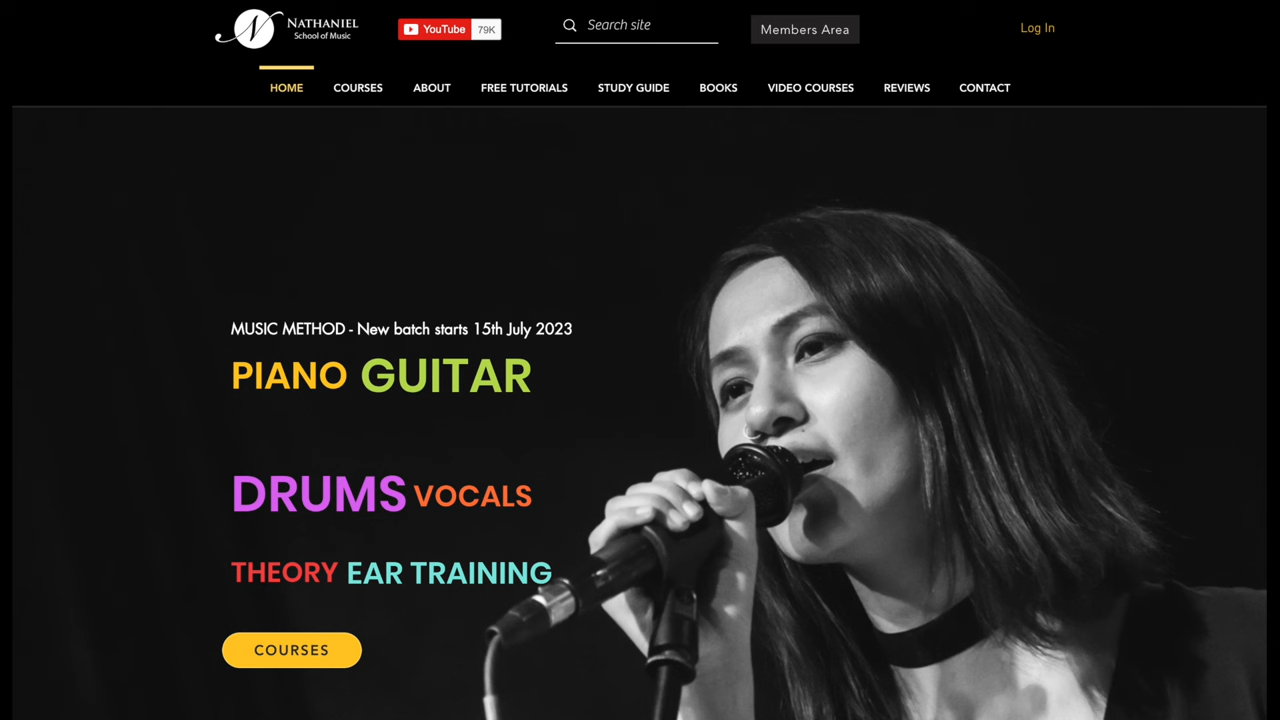 NATHANIEL
School of Music
YouTube 79K
Search site
Members Area
Log In
HOME COURSES ABOUT FREE TUTORIALS STUDY GUIDE BOOKS VIDEO COURSES REVIEWS CONTACT
MUSIC METHOD - New batch starts 15th July 2023
PIANO GUITAR
DRUMS VOCALS
THEORY EAR TRAINING
COURSES